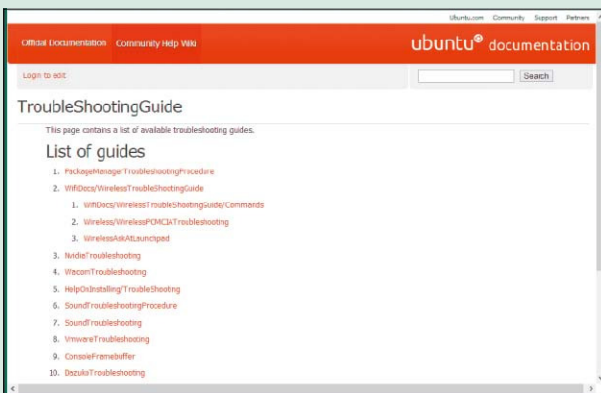 Ubuntu.com Community Support Partners
Official Documentation Community Help Wiki
ubuntu® documentation
Login to edit
Search
TroubleShootingGuide
This page contains a list of available troubleshooting guides.
List of guides
1. PackageManagerTroubleshootingProcedure
2. WifiDocs/WirelessTroubleShootingGuide
1. WifiDocs/WirelessTroubleShootingGuide/Commands
2. Wireless/WirelessPCMCIATroubleshooting
3. WirelessAskAtLaunchpad
3. NvidiaTroubleshooting
4. WacomTroubleshooting
5. HelpOnInstalling/TroubleShooting
6. SoundTroubleshootingProcedure
7. SoundTroubleshooting
8. VmwareTroubleshooting
9. ConsoleFramebuffer
10. DazukoTroubleshooting